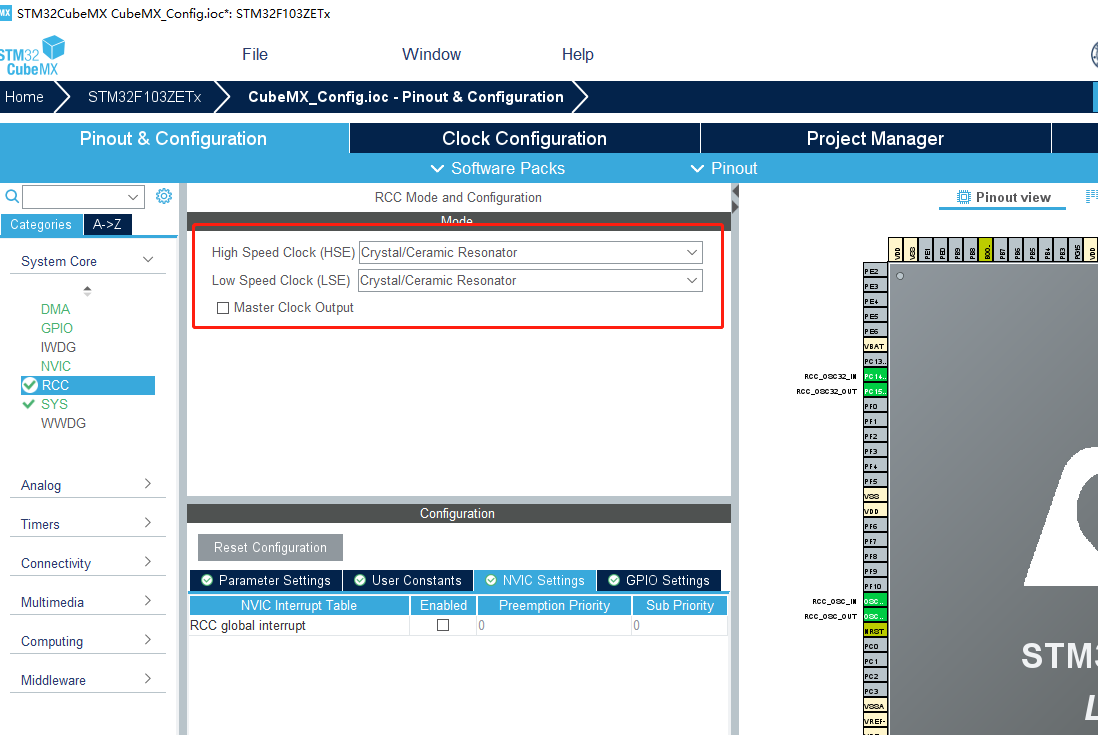 MX STM32CubeMX CubeMX_Config.ioc*: STM32F103ZETx
STM32
CubeMX
File Window Help
Home STM32F103ZETx CubeMX_Config.ioc - Pinout & Configuration
Pinout & Configuration Clock Configuration Project Manager
Software Packs Pinout
Categories A->Z
System Core
DMA
GPIO
IWDG
NVIC
RCC
SYS
WWDG
Analog
Timers
Connectivity
Multimedia
Computing
Middleware
RCC Mode and Configuration
Mode
High Speed Clock (HSE) Crystal/Ceramic Resonator
Low Speed Clock (LSE) Crystal/Ceramic Resonator
Master Clock Output
Configuration
Reset Configuration
Parameter Settings User Constants NVIC Settings GPIO Settings
NVIC Interrupt Table Enabled Preemption Priority Sub Priority
RCC global interrupt 0 0
Pinout view
VDD VSS PE1 PE0 PB9 PB8 BOO.. PB7 PB6 PB5 PB4 PB3 PG15 VDD
PE2
PE3
PE4
PE5
PE6
VBAT
PC13..
RCC_OSC32_IN PC14..
RCC_OSC32_OUT PC15..
PF0
PF1
PF2
PF3
PF4
PF5
VSS
VDD
PF6
PF7
PF8
PF9
PF10
RCC_OSC_IN OSC..
RCC_OSC_OUT OSC..
NRST
PC0
PC1
PC2
PC3
VSSA
VREF-
STM3
L